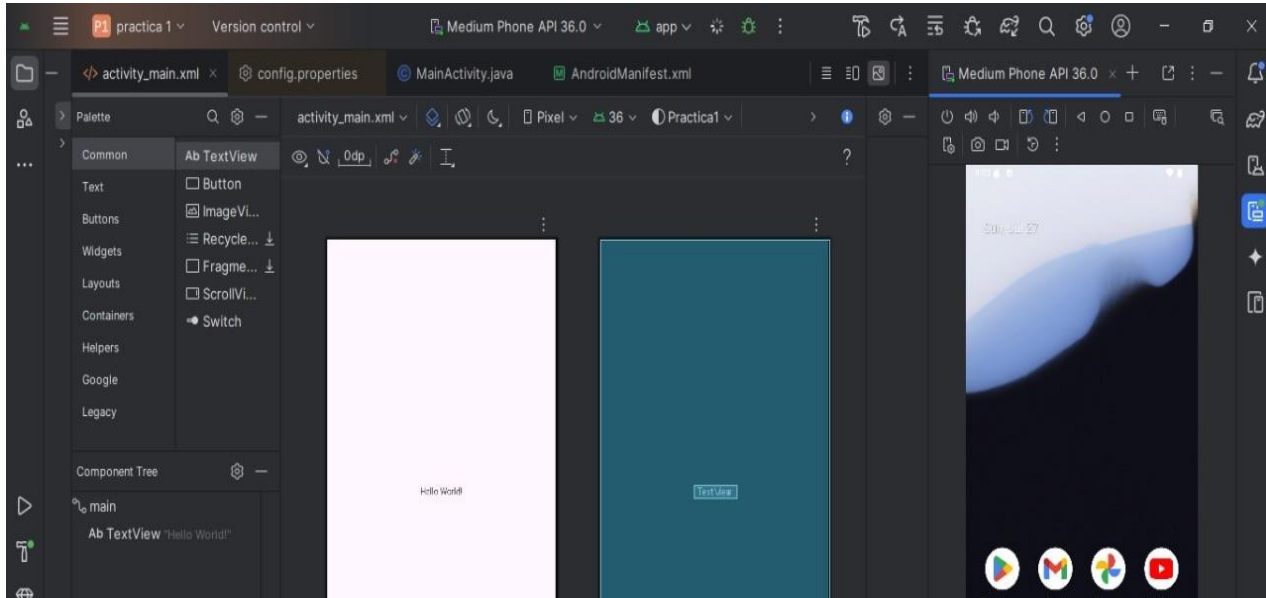 P1 practica 1 Version control Medium Phone API 36.0 app
activity_main.xml config.properties MainActivity.java AndroidManifest.xml Medium Phone API 36.0
Palette activity_main.xml Pixel 36 Practica1
Common Ab TextView 0dp ?
Text Button
Buttons ImageVi...
Widgets Recycle...
Layouts Fragme...
Containers ScrollVi...
Helpers Switch
Google
Legacy
Component Tree
main
Ab TextView "Hello World!"
Hello World!
TextView